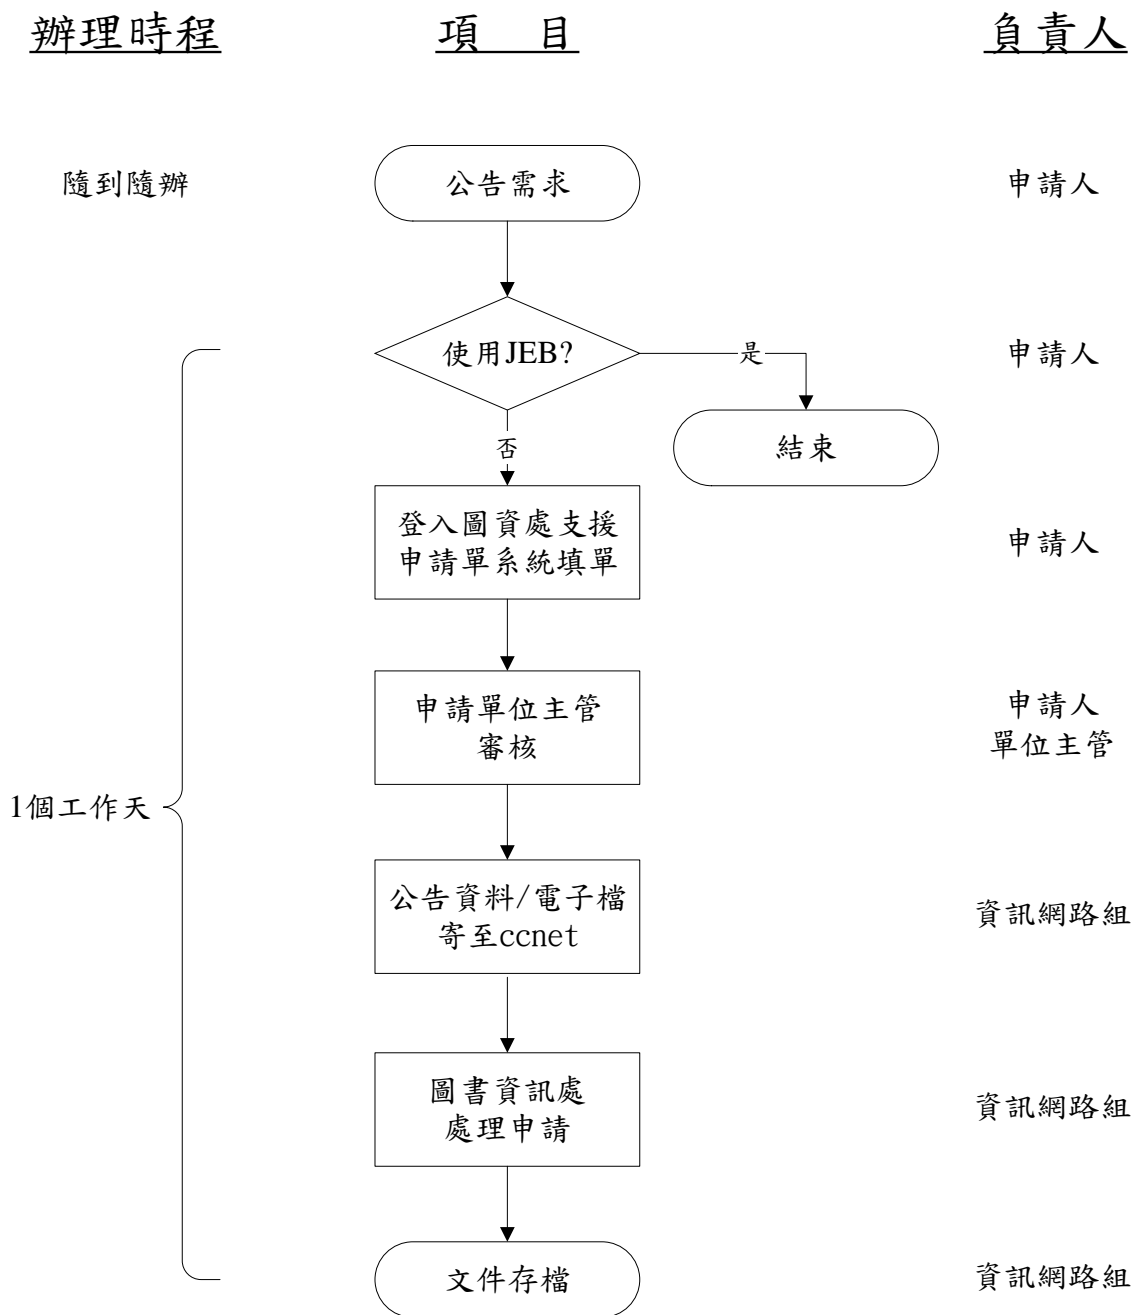 辦理時程 項 目 負責人
隨到隨辦 公告需求 申請人
使用JEB? 是 申請人
結束
否
登入圖資處支援
申請單系統填單
申請人
申請單位主管
審核
申請人
單位主管
1個工作天
公告資料/電子檔
寄至ccnet
資訊網路組
圖書資訊處
處理申請
資訊網路組
文件存檔 資訊網路組